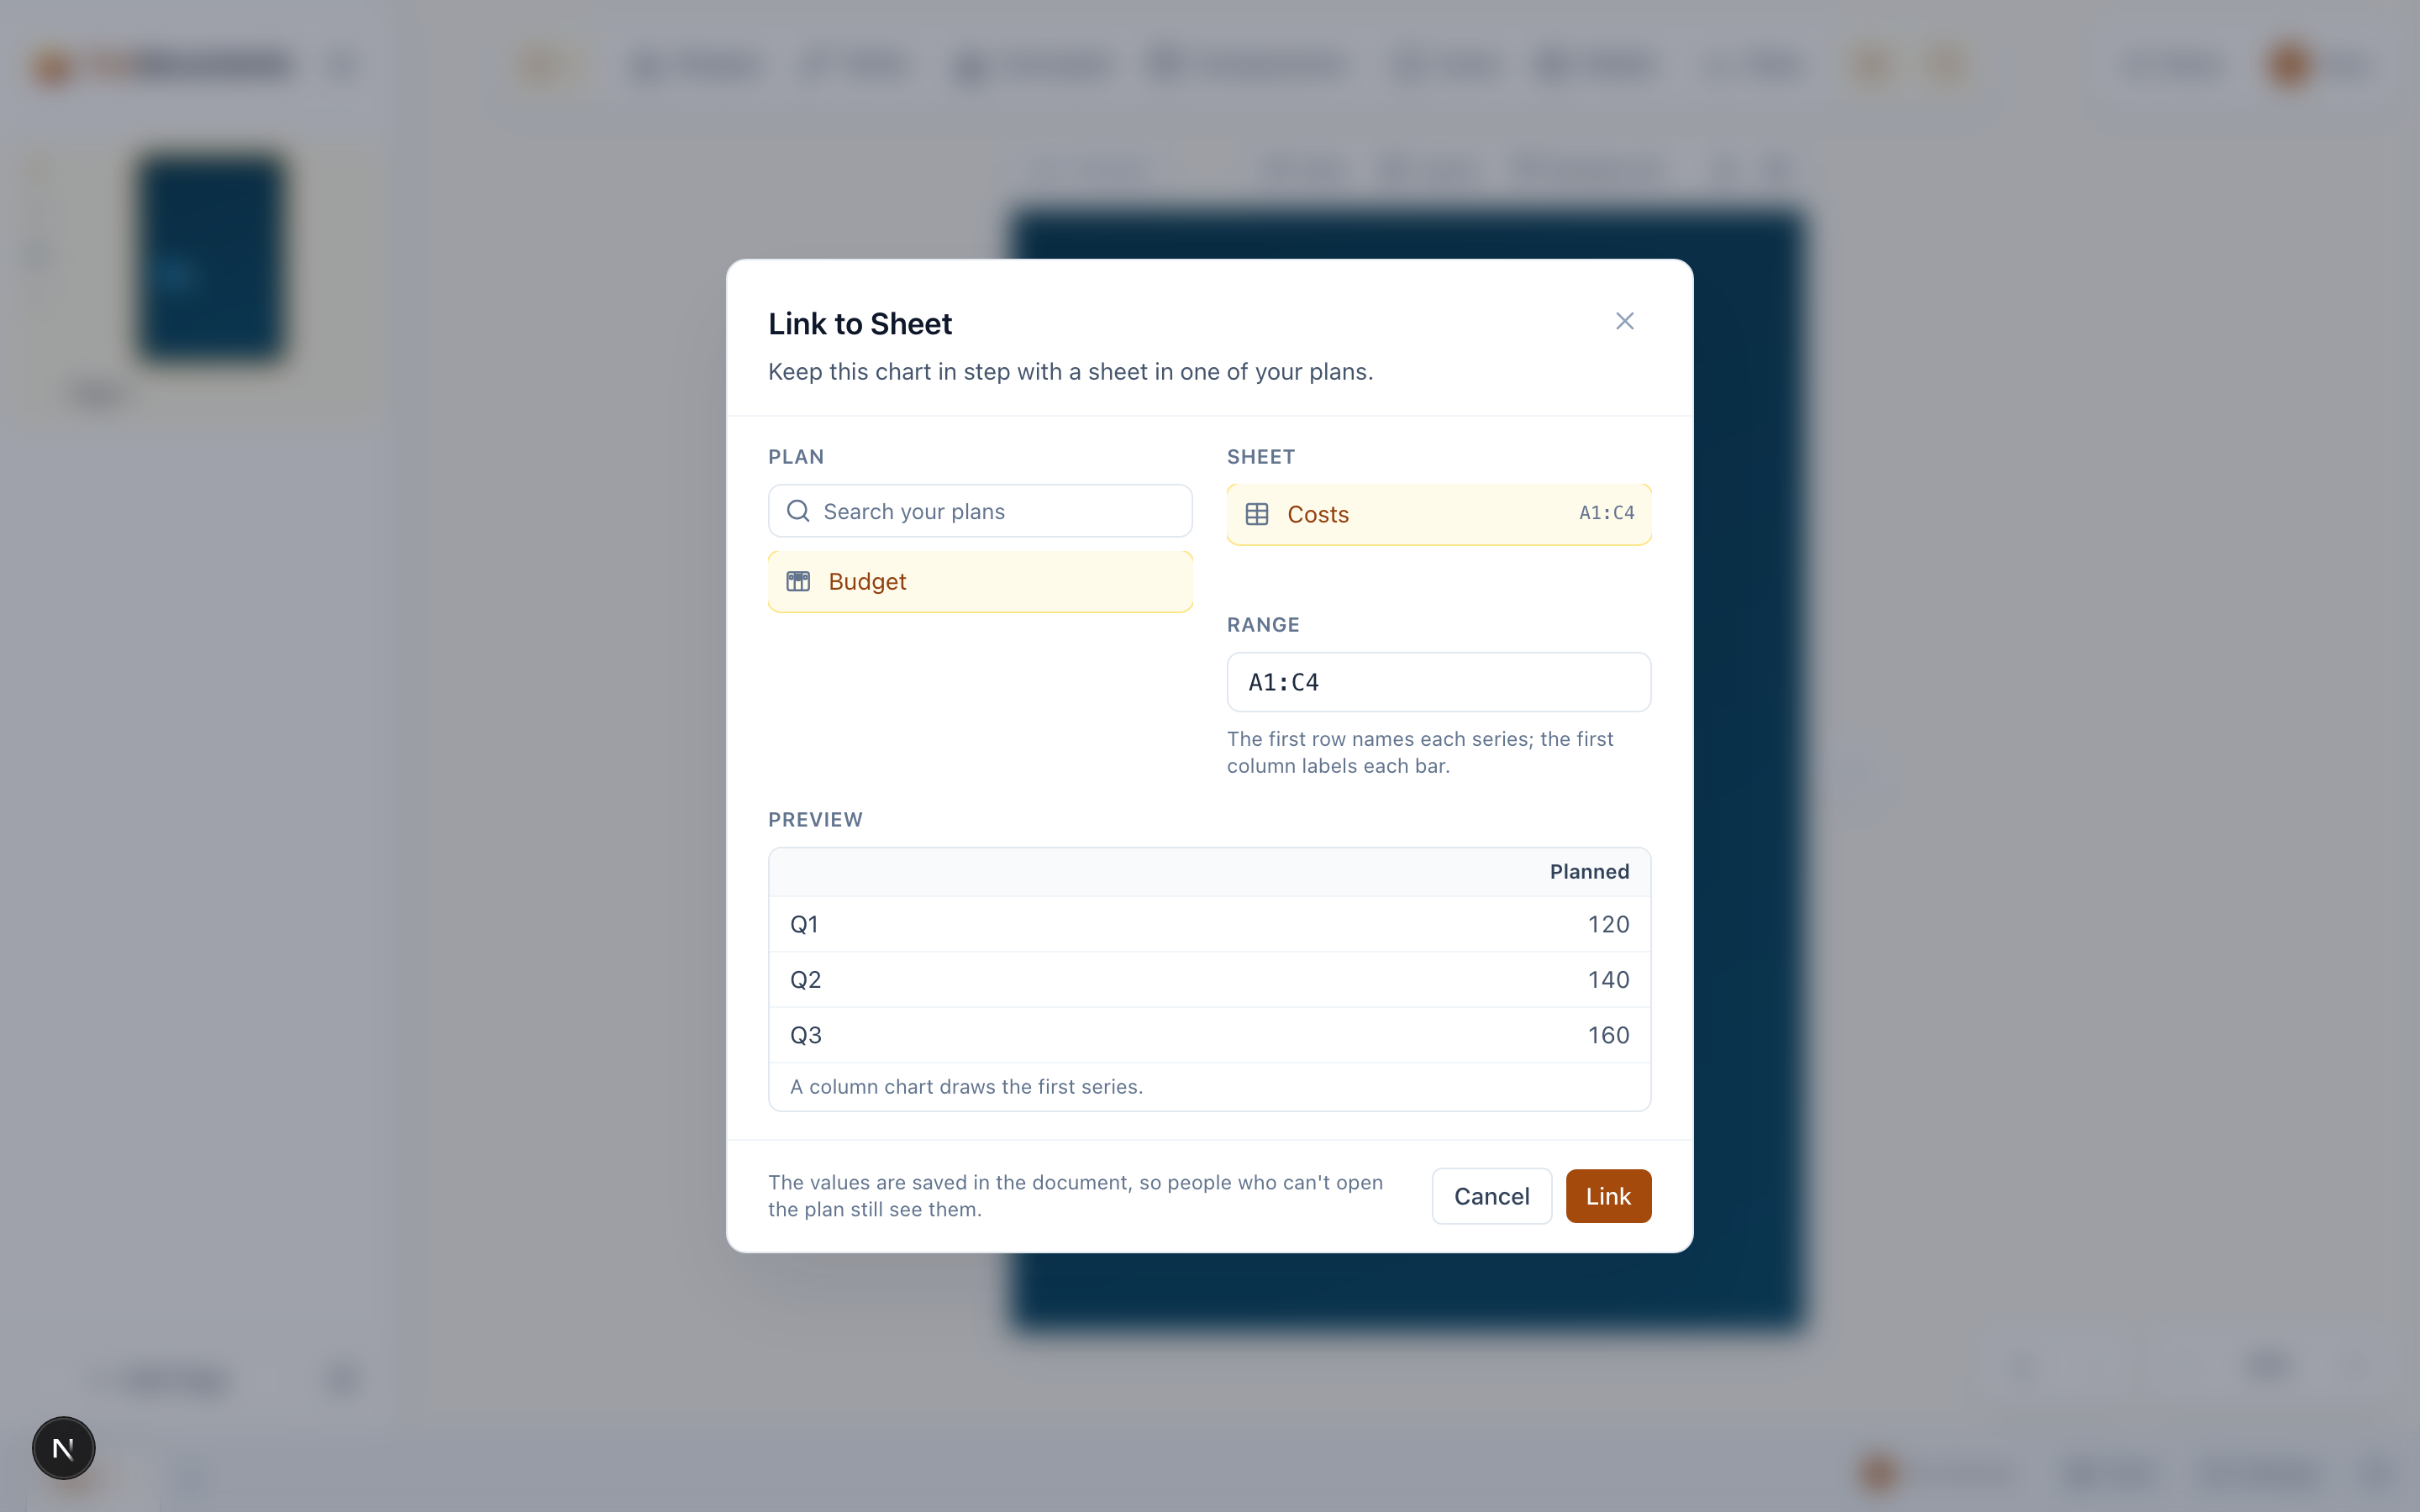 Link to Sheet
Keep this chart in step with a sheet in one of your plans.
PLAN
Search your plans
Budget
SHEET
Costs A1:C4
RANGE
A1:C4
The first row names each series; the first
column labels each bar.
PREVIEW
Planned
Q1 120
Q2 140
Q3 160
A column chart draws the first series.
The values are saved in the document, so people who can't open
the plan still see them.
Cancel
Link
N